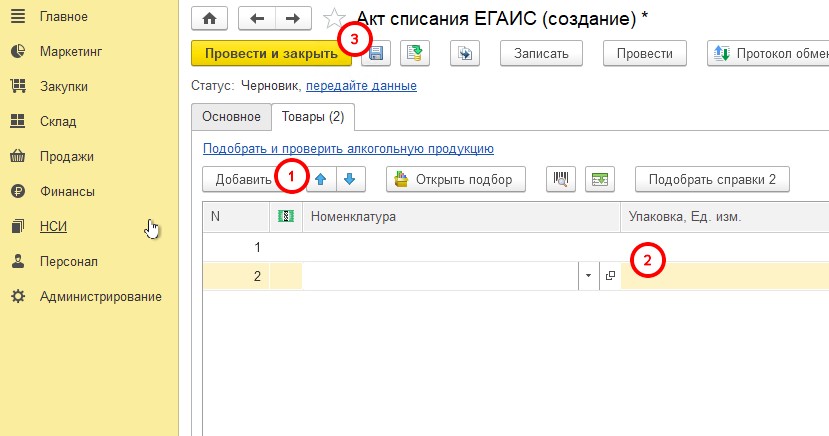 Главное
Маркетинг
Закупки
Склад
Продажи
Финансы
НСИ
Персонал
Администрирование
Акт списания ЕГАИС (создание) *
Провести и закрыть 3 Записать Провести Протокол обмен
Статус: Черновик, передайте данные
Основное Товары (2)
Подобрать и проверить алкогольную продукцию
Добавить 1 Открыть подбор Подобрать справки 2
N Номенклатура Упаковка, Ед. изм.
1
2 2